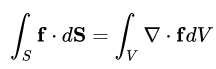 ∫_S 𝐟 · d𝐒 = ∫_V ∇ · 𝐟 dV